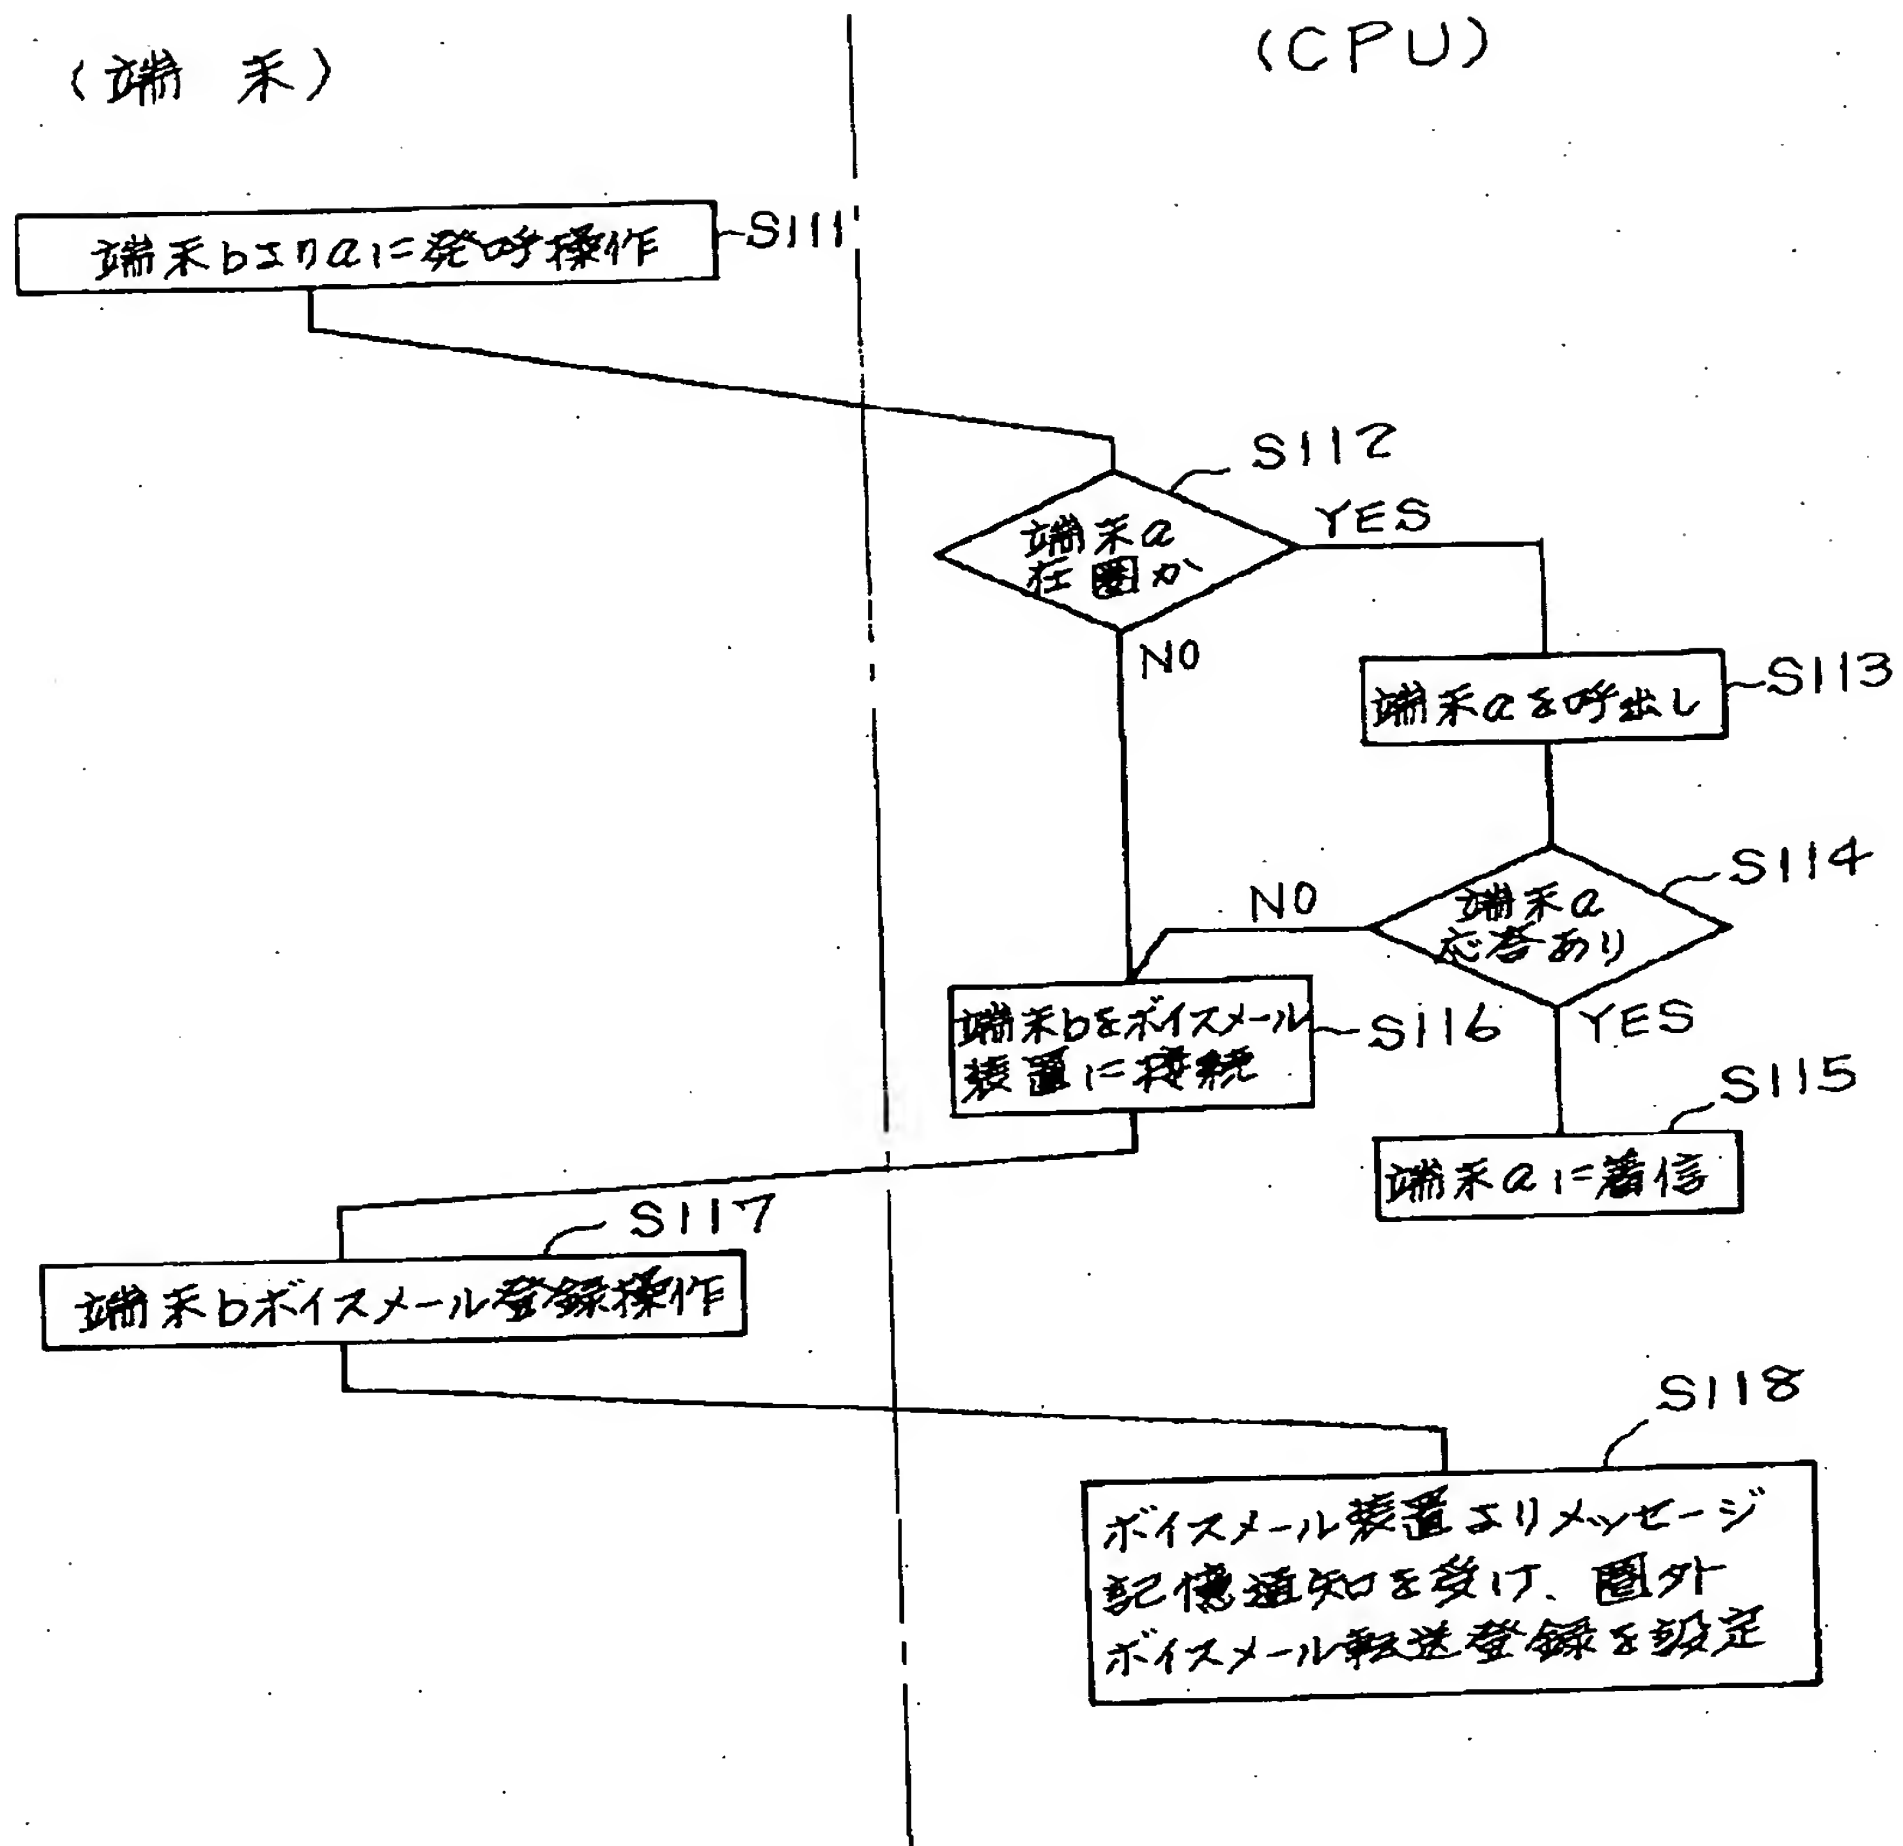 (端末)
(CPU)
端末bよりaに発呼操作
S111
S112
端末a
在圏か
YES
NO
端末aを呼出し
S113
S114
端末a
応答あり
NO
YES
端末bをボイスメール
装置に接続
S116
S115
端末aに着信
S117
端末bボイスメール登録操作
S118
ボイスメール装置よりメッセージ
記憶通知を受け、圏外
ボイスメール転送登録を設定